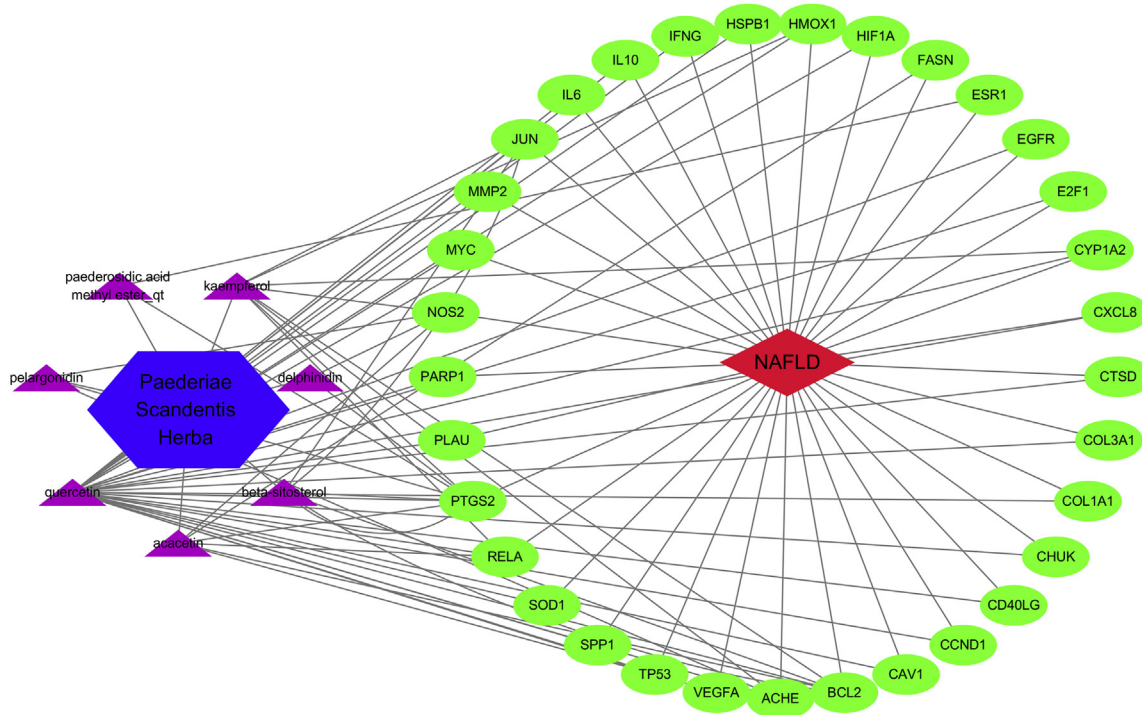 HSPB1
HMOX1
IFNG
HIF1A
IL10
FASN
IL6
ESR1
JUN
EGFR
MMP2
E2F1
MYC
CYP1A2
paederosidic acid
methyl ester_qt
kaempferol
NOS2
CXCL8
NAFLD
pelargonidin
Paederiae
Scandentis
Herba
delphinidin
PARP1
CTSD
PLAU
COL3A1
quercetin
beta-sitosterol
PTGS2
COL1A1
acacetin
RELA
CHUK
SOD1
CD40LG
SPP1
CCND1
TP53
CAV1
VEGFA
ACHE
BCL2